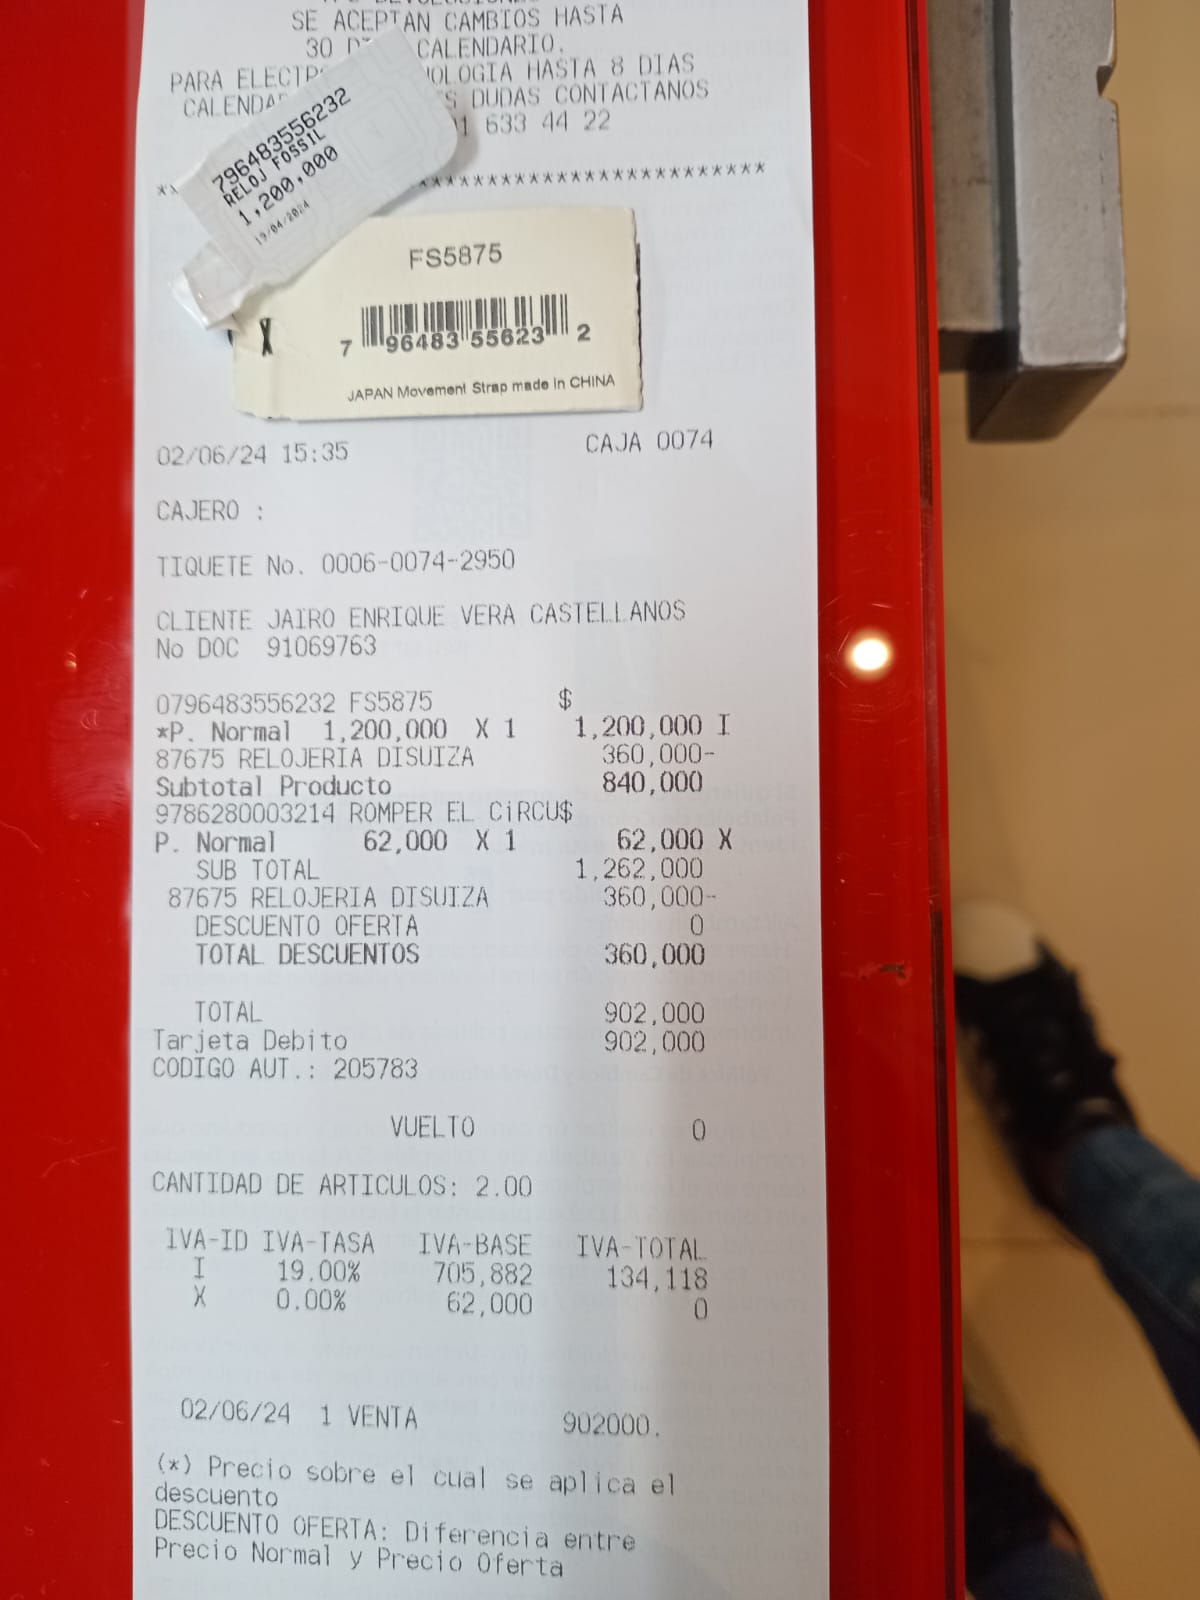 SE ACEPTAN CAMBIOS HASTA
30 CALENDARIO.
PARA HASTA 8 DIAS
DUDAS CONTACTANOS
633 44 22
796483556232
RELOJ FOSSIL
1,200,000
19/04/2024
*************************
FS5875
X
7 96483 55623 2
JAPAN Movement Strap made in CHINA
02/06/24 15:35 CAJA 0074
CAJERO :
TIQUETE No. 0006-0074-2950
CLIENTE JAIRO ENRIQUE VERA CASTELLANOS
No DOC 91069763
0796483556232 FS5875 $
*P. Normal 1,200,000 X 1 1,200,000 I
87675 RELOJERIA DISUIZA 360,000-
Subtotal Producto 840,000
9786280003214 ROMPER EL CiRCU$
P. Normal 62,000 X 1 62,000 X
SUB TOTAL 1,262,000
87675 RELOJERIA DISUIZA 360,000-
DESCUENTO OFERTA 0
TOTAL DESCUENTOS 360,000
TOTAL 902,000
Tarjeta Debito 902,000
CODIGO AUT.: 205783
VUELTO 0
CANTIDAD DE ARTICULOS: 2.00
IVA-ID IVA-TASA IVA-BASE IVA-TOTAL
I 19.00% 705,882 134,118
X 0.00% 62,000 0
02/06/24 1 VENTA 902000.
(*) Precio sobre el cual se aplica el
descuento
DESCUENTO OFERTA: Diferencia entre
Precio Normal y Precio Oferta